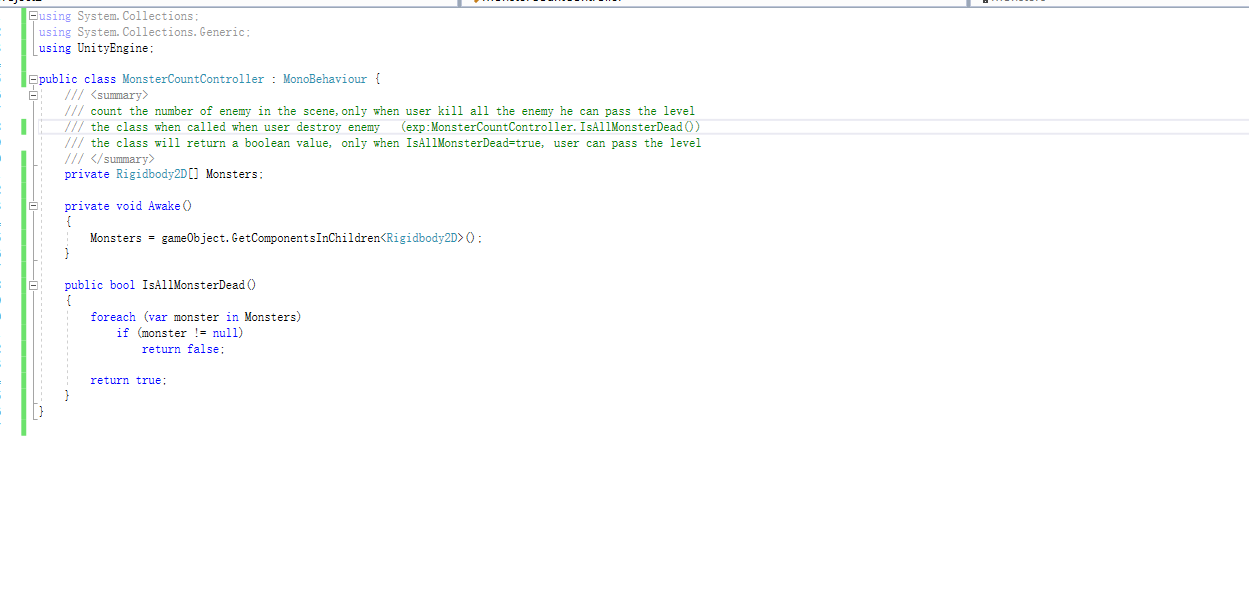 using System.Collections;
using System.Collections.Generic;
using UnityEngine;
public class MonsterCountController : MonoBehaviour {
/// <summary>
/// count the number of enemy in the scene,only when user kill all the enemy he can pass the level
/// the class when called when user destroy enemy (exp:MonsterCountController.IsAllMonsterDead())
/// the class will return a boolean value, only when IsAllMonsterDead=true, user can pass the level
/// </summary>
private Rigidbody2D[] Monsters;
private void Awake()
{
Monsters = gameObject.GetComponentsInChildren<Rigidbody2D>();
}
public bool IsAllMonsterDead()
{
foreach (var monster in Monsters)
if (monster != null)
return false;
return true;
}
}